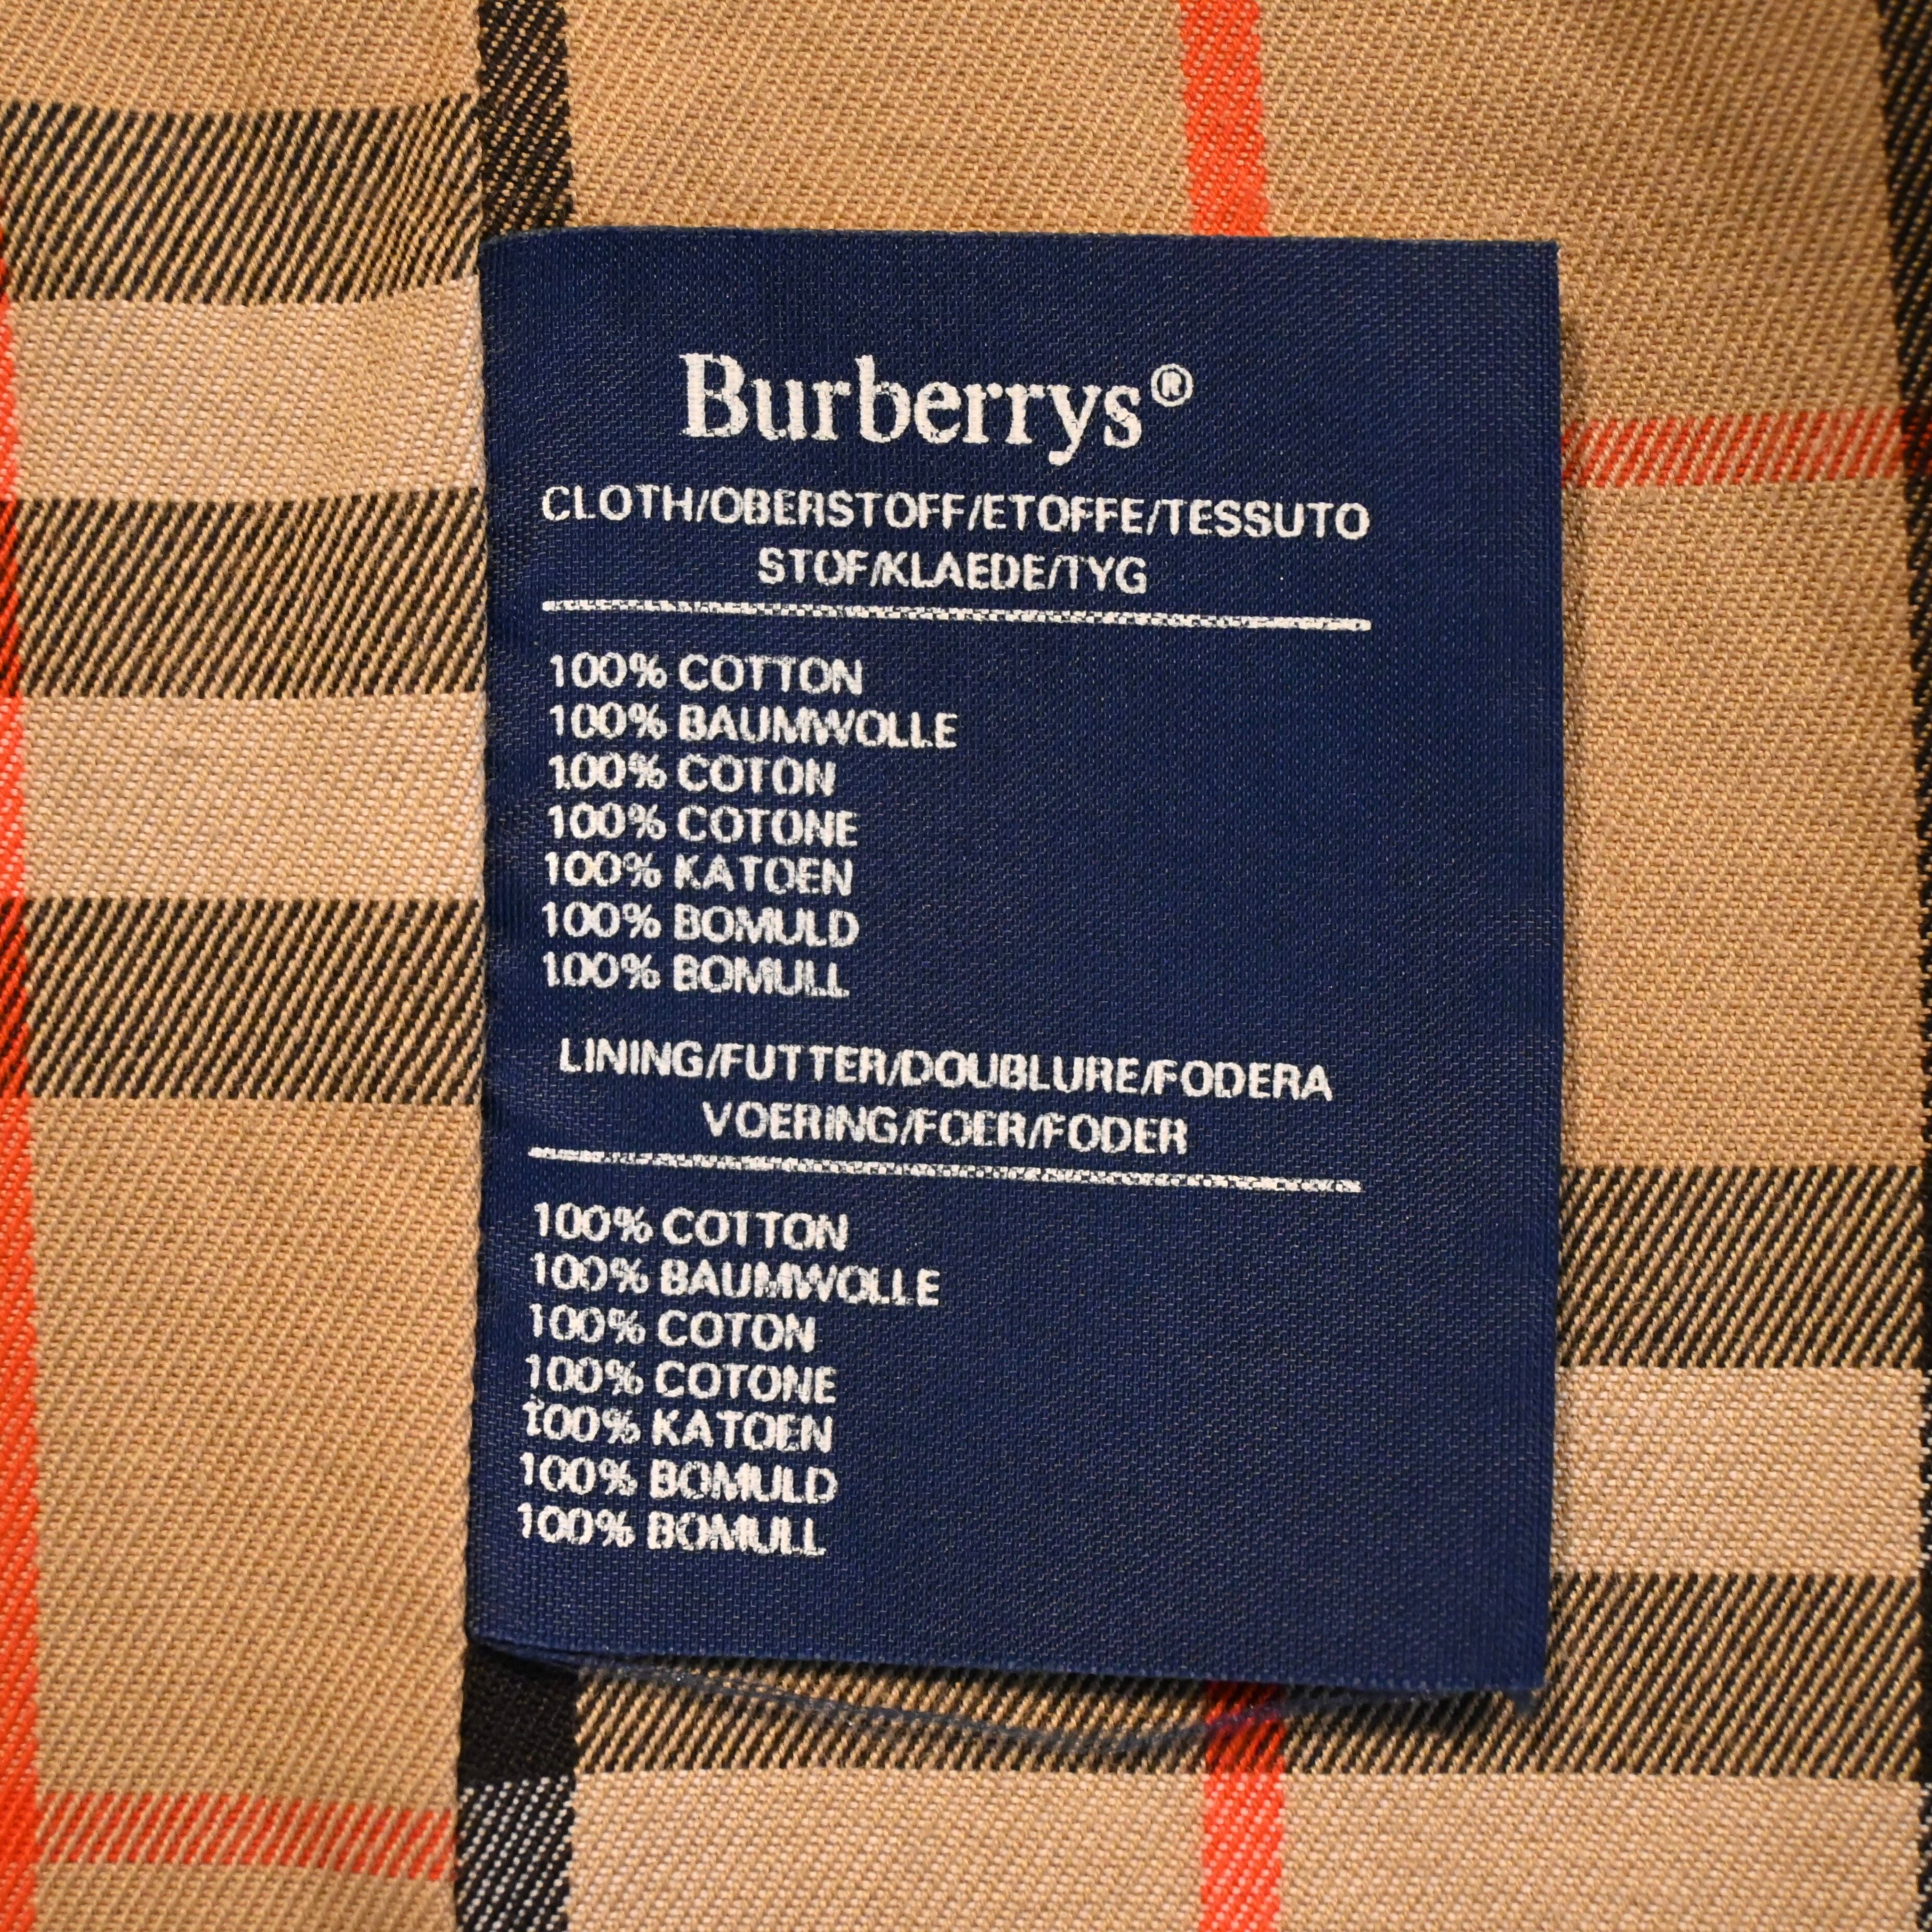 Burberrys®
CLOTH/OBERSTOFF/ETOFFE/TESSUTO
STOF/KLAEDE/TYG
100% COTTON
100% BAUMWOLLE
100% COTON
100% COTONE
100% KATOEN
100% BOMULD
100% BOMULL
LINING/FUTTER/DOUBLURE/FODERA
VOERING/FOER/FODER
100% COTTON
100% BAUMWOLLE
100% COTON
100% COTONE
100% KATOEN
100% BOMULD
100% BOMULL